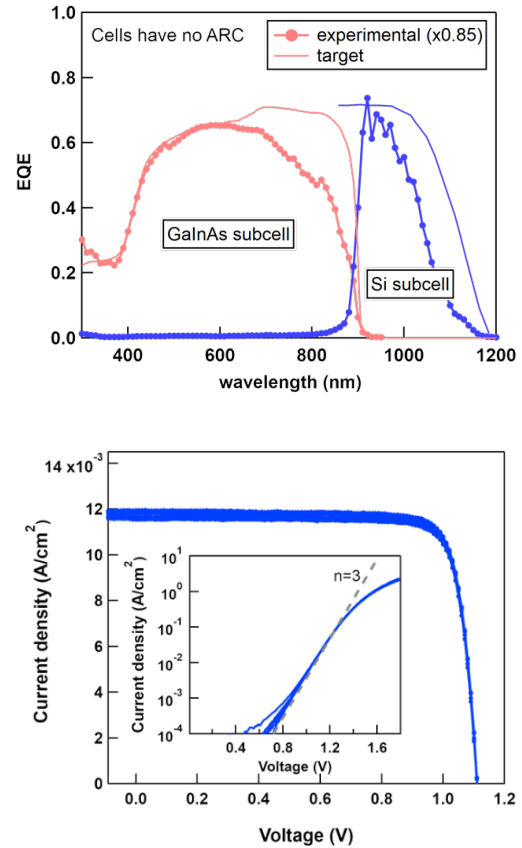 1.0
Cells have no ARC
experimental (x0.85)
target
0.8
0.6
EQE
0.4
GaInAs subcell
0.2
Si subcell
0.0
400 600 800 1000 1200
wavelength (nm)
14 x10⁻³
12
10
8
6
4
2
0
Current density (A/cm²)
10¹
n=3
10⁰
10⁻¹
10⁻²
10⁻³
10⁻⁴
Current density (A/cm²)
0.4 0.8 1.2 1.6
Voltage (V)
0.0 0.2 0.4 0.6 0.8 1.0 1.2
Voltage (V)